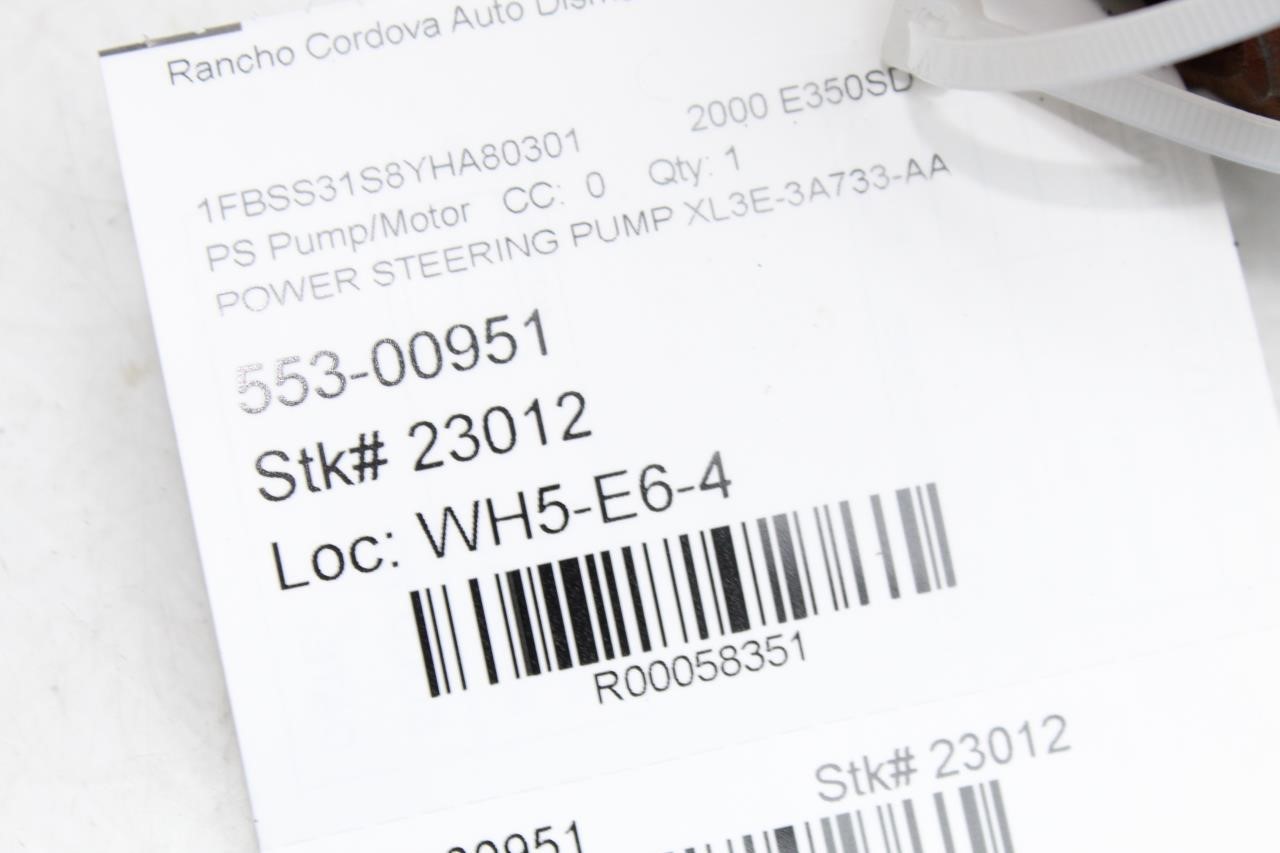 Rancho Cordova Auto
1FBSS31S8YHA80301 2000 E350SD
PS Pump/Motor CC: 0 Qty: 1
POWER STEERING PUMP XL3E-3A733-AA
553-00951
Stk# 23012
Loc: WH5-E6-4
R00058351
Stk# 23012
00951